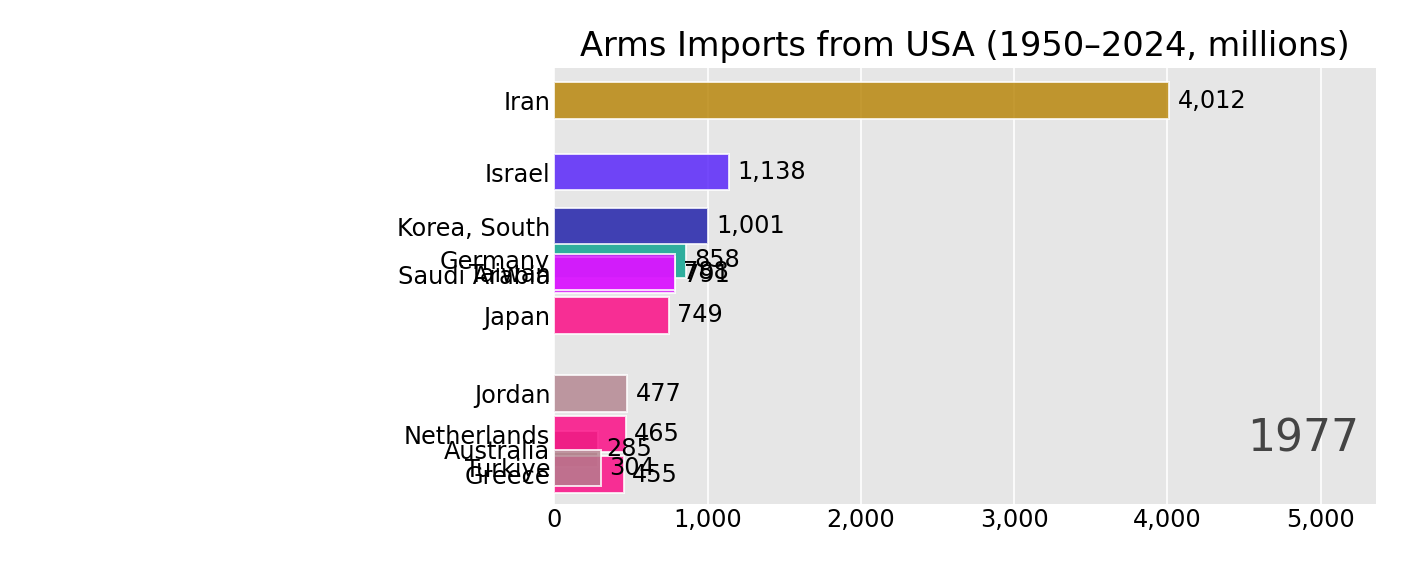 Arms Imports from USA (1950–2024, millions)
Iran 4,012
Israel 1,138
Korea, South 1,001
Germany 858
Saudi Arabia
Japan 749
Jordan 477
Netherlands 465
Australia 285
Türkiye 304
Greece 455
1977
0 1,000 2,000 3,000 4,000 5,000